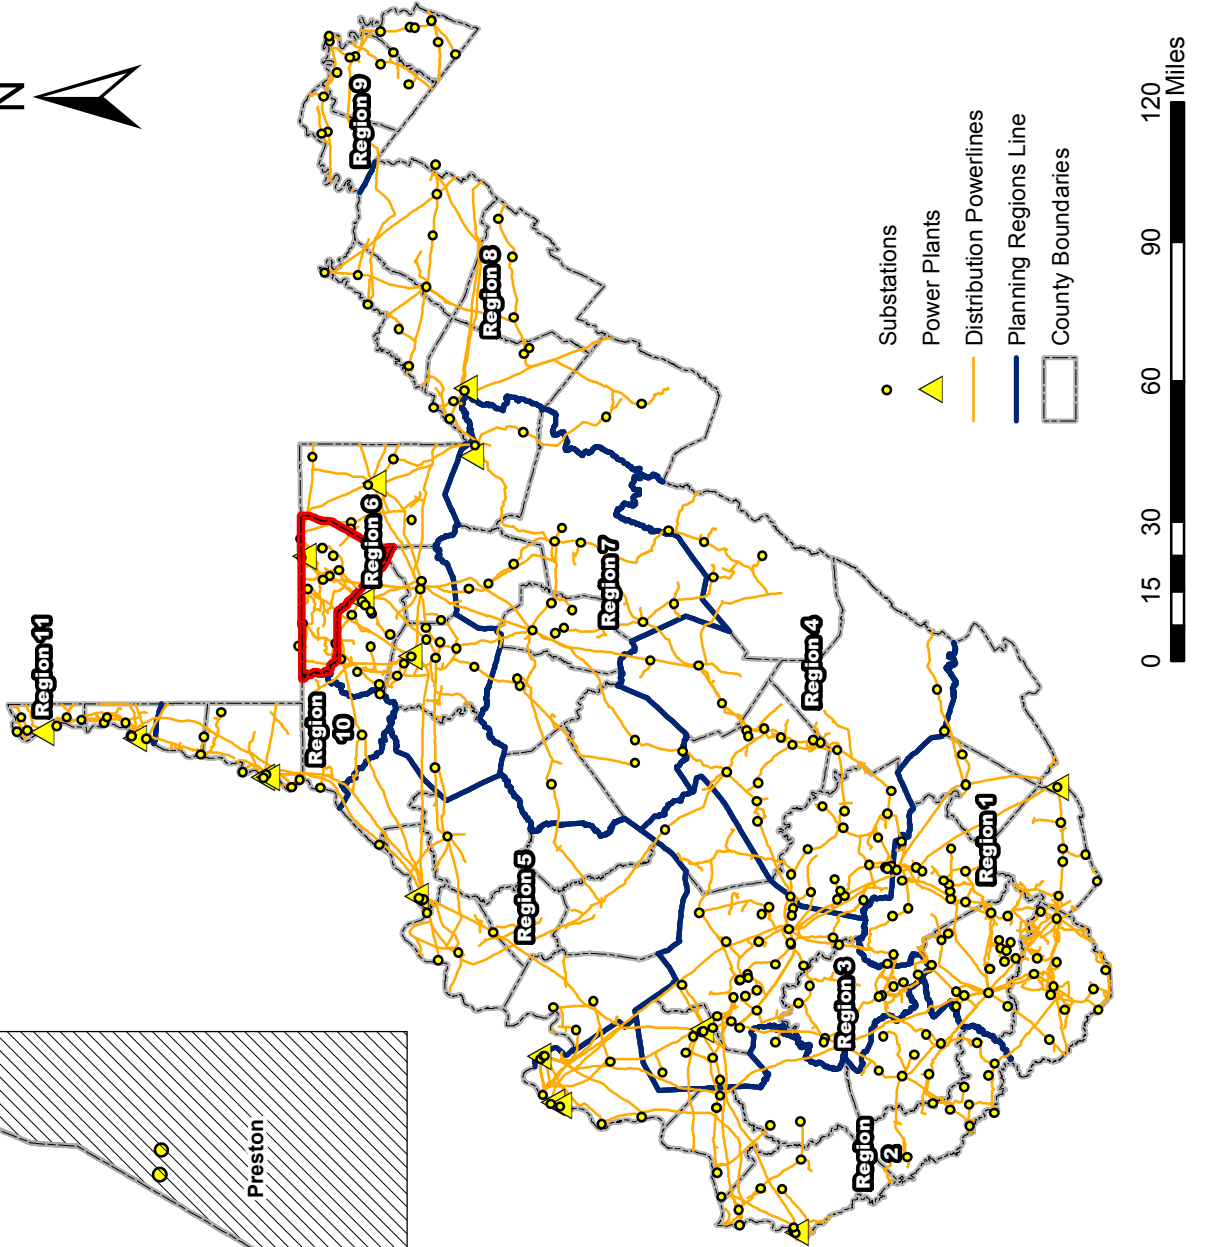 N
Region 11
Region 10
Region 6
Region 9
Region 8
Region 7
Region 5
Region 4
Region 3
Region 2
Region 1
Preston
Substations
Power Plants
Distribution Powerlines
Planning Regions Line
County Boundaries
0 15 30 60 90 120
Miles